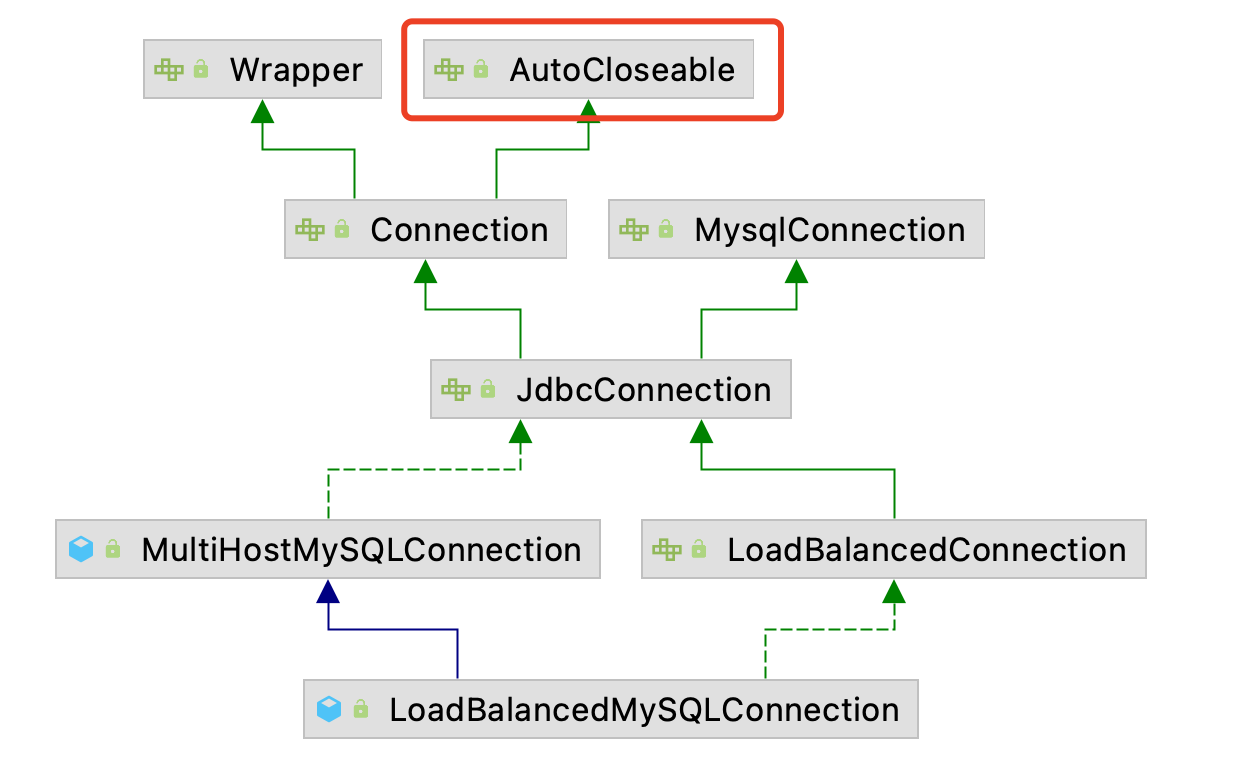 Wrapper
AutoCloseable
Connection
MysqlConnection
JdbcConnection
MultiHostMySQLConnection
LoadBalancedConnection
LoadBalancedMySQLConnection